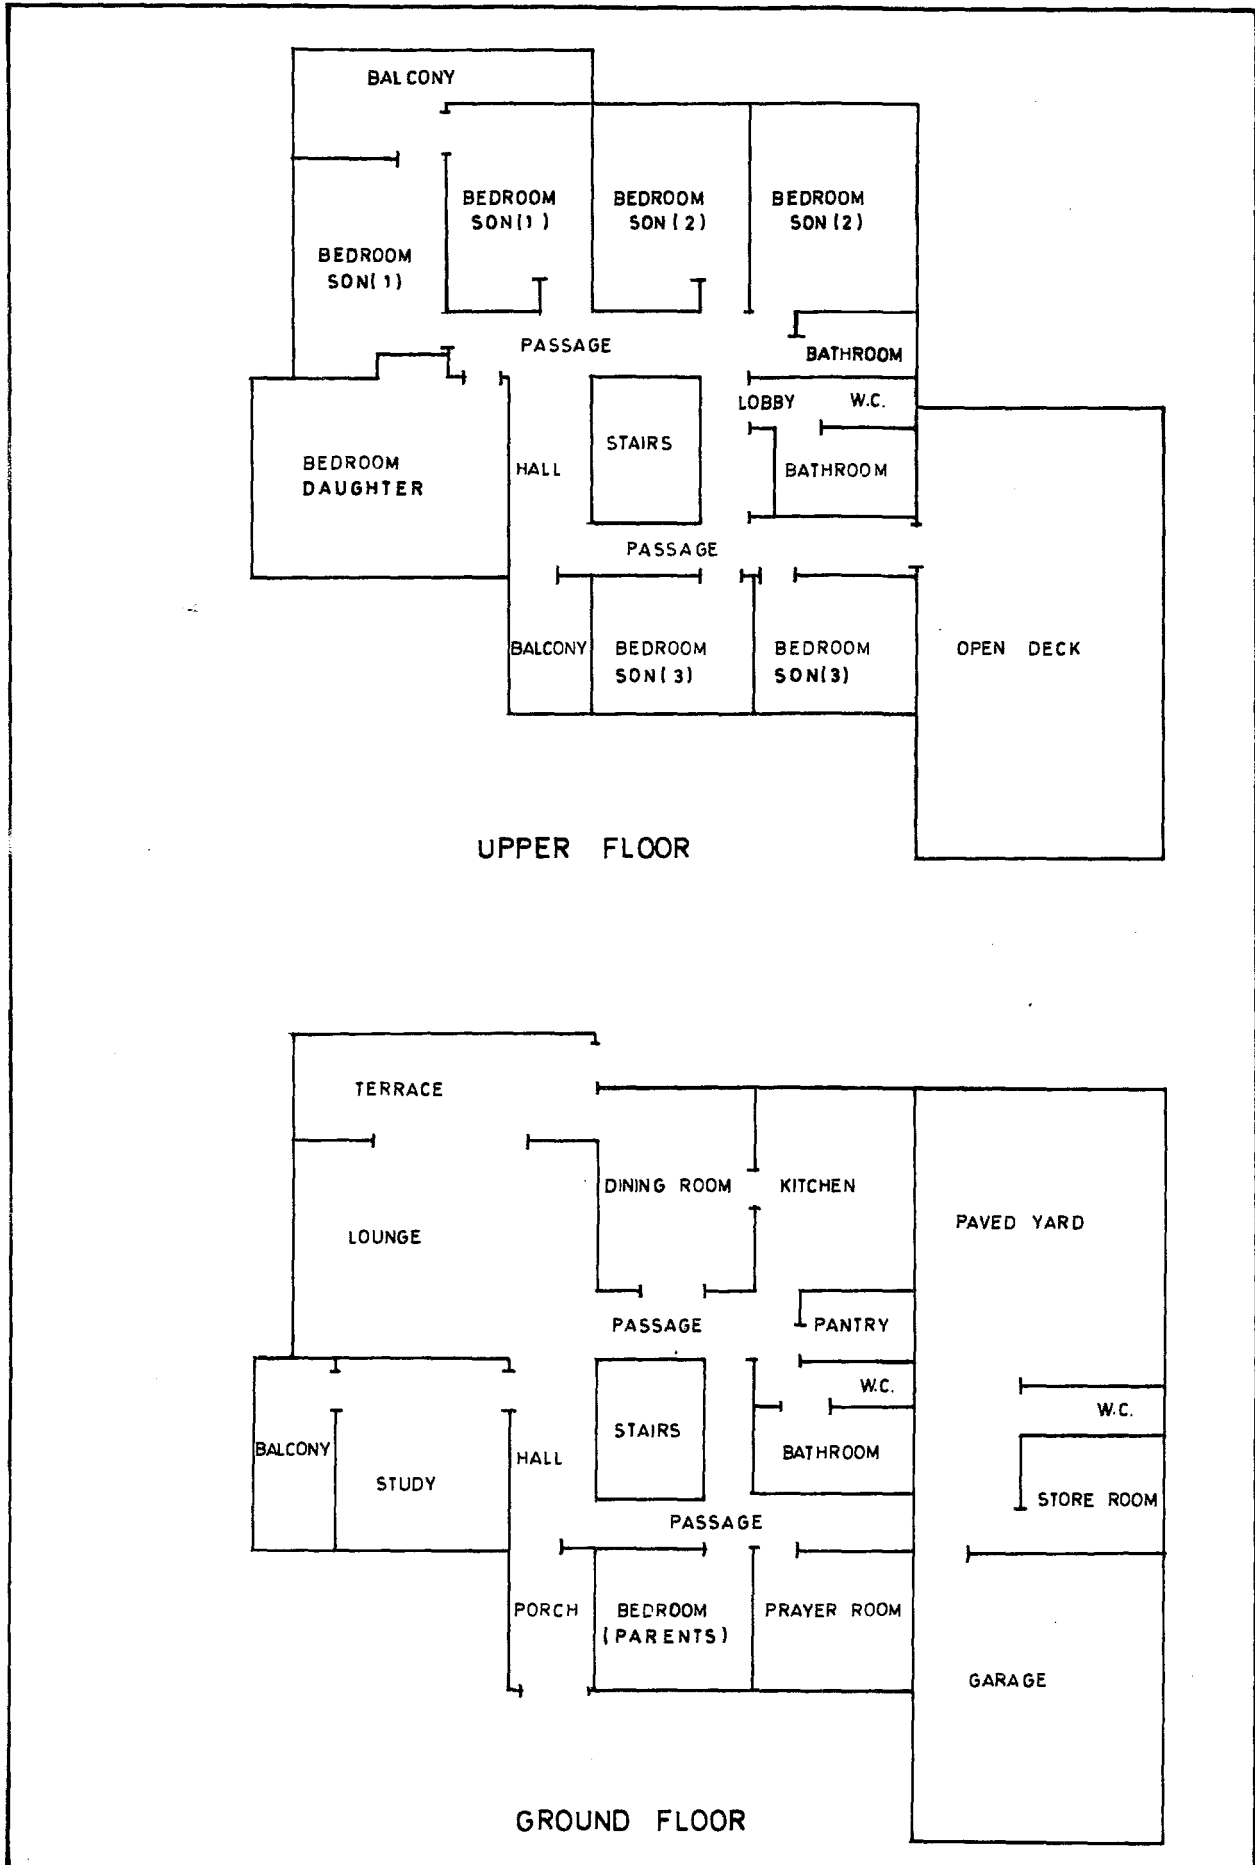 BALCONY
BEDROOM
SON(1)
BEDROOM
SON(2)
BEDROOM
SON(2)
BEDROOM
SON(1)
PASSAGE
BATHROOM
LOBBY
W.C.
STAIRS
BEDROOM
DAUGHTER
HALL
BATHROOM
PASSAGE
BALCONY
BEDROOM
SON(3)
BEDROOM
SON(3)
OPEN DECK
UPPER FLOOR
TERRACE
DINING ROOM
KITCHEN
PAVED YARD
LOUNGE
PASSAGE
PANTRY
W.C.
W.C.
STAIRS
BALCONY
HALL
BATHROOM
STUDY
STORE ROOM
PASSAGE
PORCH
BEDROOM
(PARENTS)
PRAYER ROOM
GARAGE
GROUND FLOOR